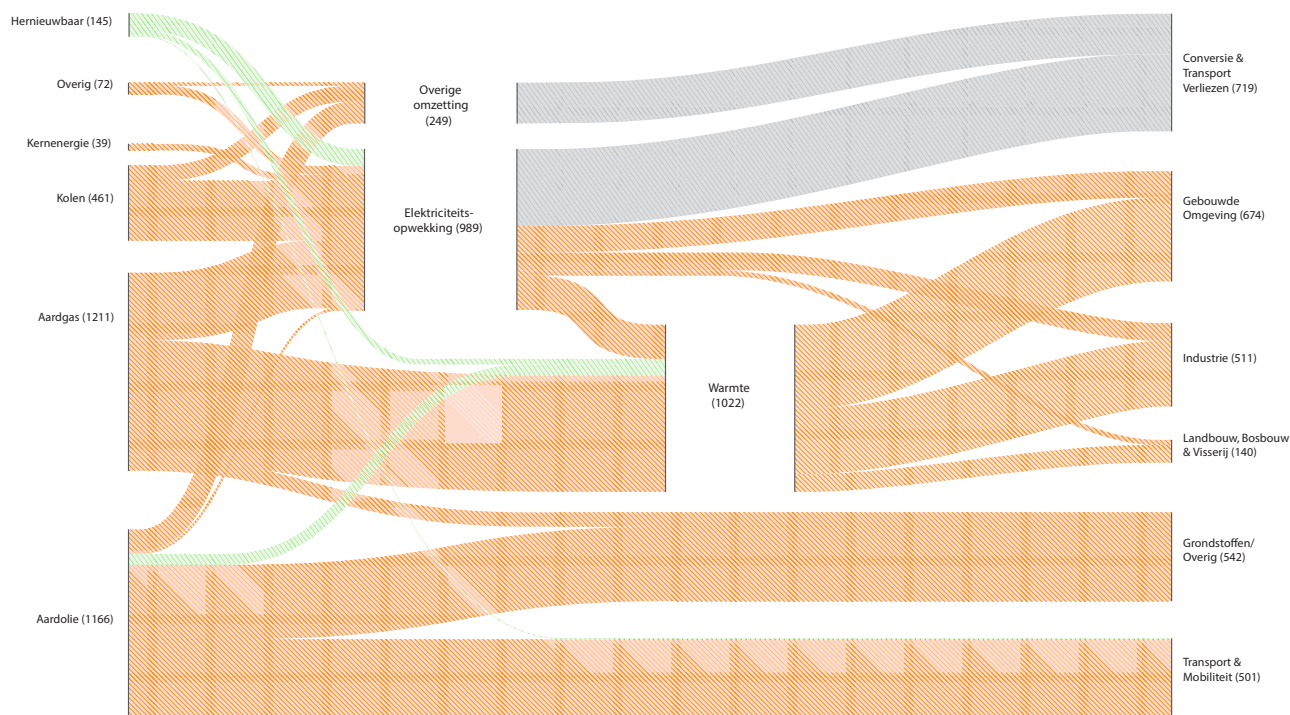 Hernieuwbaar (145)
Overig (72)
Kernenergie (39)
Kolen (461)
Aardgas (1211)
Aardolie (1166)
Overige
omzetting
(249)
Elektriciteits-
opwekking (989)
Warmte
(1022)
Conversie &
Transport
Verliezen (719)
Gebouwde
Omgeving (674)
Industrie (511)
Landbouw, Bosbouw
& Visserij (140)
Grondstoffen/
Overig (542)
Transport &
Mobiliteit (501)